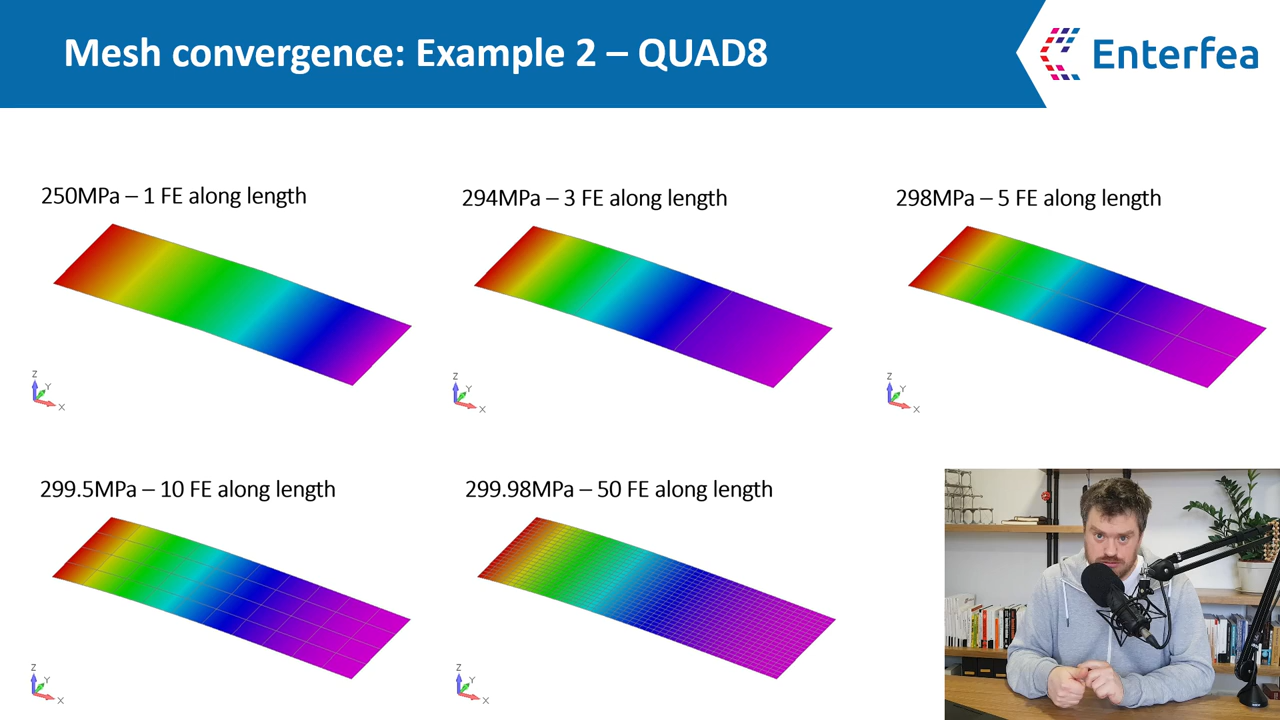 Mesh convergence: Example 2 – QUAD8
Enterfea
250MPa – 1 FE along length
294MPa – 3 FE along length
298MPa – 5 FE along length
Z
Y
X
Z
Y
X
Z
Y
X
299.5MPa – 10 FE along length
299.98MPa – 50 FE along length
Z
Y
X
Z
Y
X